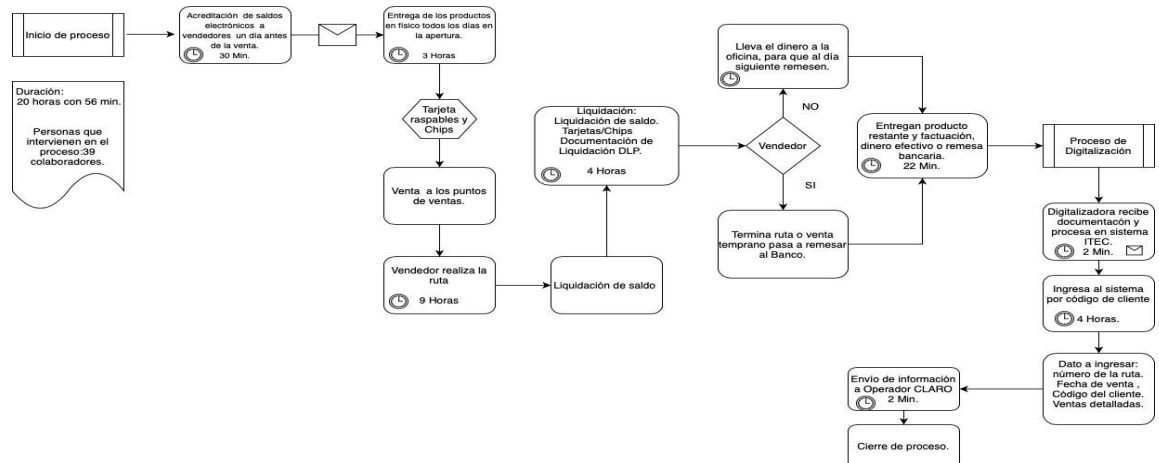 Inicio de proceso
Acreditación de saldos
electrónicos a
vendedores un día antes
de la venta.
30 Min.
Entrega de los productos
en físico todos los días en
la apertura.
3 Horas
Duración:
20 horas con 56 min.
Personas que
intervienen en el
proceso:39
colaboradores.
Tarjeta
raspables y
Chips
Venta a los puntos
de ventas.
Vendedor realiza la
ruta
9 Horas
Liquidación de saldo
Liquidación:
Liquidación de saldo.
Tarjetas/Chips
Documentación de
Liquidación DLP.
4 Horas
Vendedor
NO
Lleva el dinero a la
oficina, para que al día
siguiente remesen.
SI
Termina ruta o venta
temprano pasa a remesar
al Banco.
Entregan producto
restante y factuación,
dinero efectivo o remesa
bancaria.
22 Min.
Proceso de
Digitalización
Digitalizadora recibe
documentacón y
procesa en sistema
ITEC.
2 Min.
Ingresa al sistema
por código de cliente
4 Horas.
Dato a ingresar:
número de la ruta.
Fecha de venta ,
Código del cliente.
Ventas detalladas.
Envío de información
a Operador CLARO
2 Min.
Cierre de proceso.